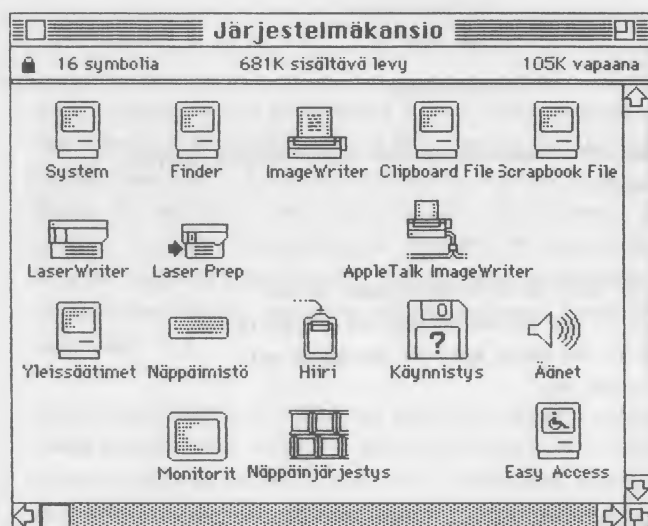 Järjestelmäkansio
16 symbolia 681K sisältävä levy 105K vapaana
System Finder ImageWriter Clipboard File Scrapbook File
LaserWriter Laser Prep AppleTalk ImageWriter
0
?
Yleissäätimet Näppäimistö Hiiri Käynnistys Äänet
Monitorit Näppäinjärjestys Easy Access